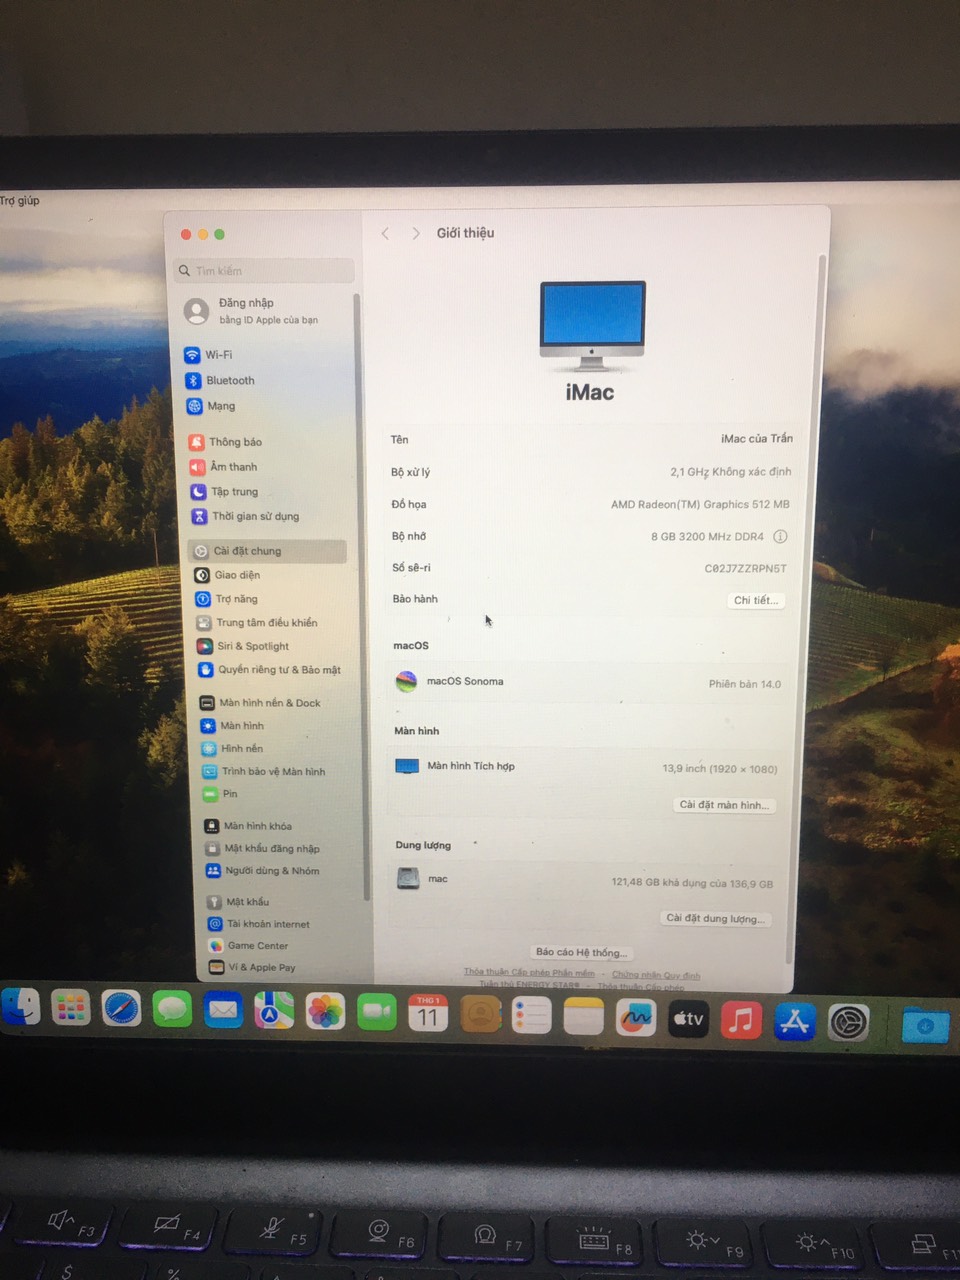 Trợ giúp
Giới thiệu
Tìm kiếm
Đăng nhập
bằng ID Apple của bạn
Wi-Fi
Bluetooth
Mạng
Thông báo
Âm thanh
Tập trung
Thời gian sử dụng
Cài đặt chung
Giao diện
Trợ năng
Trung tâm điều khiển
Siri & Spotlight
Quyền riêng tư & Bảo mật
Màn hình nền & Dock
Màn hình
Hình nền
Trình bảo vệ Màn hình
Pin
Màn hình khóa
Mật khẩu đăng nhập
Người dùng & Nhóm
Mật khẩu
Tài khoản internet
Game Center
Ví & Apple Pay
iMac
Tên iMac của Trần
Bộ xử lý 2,1 GHz Không xác định
Đồ họa AMD Radeon(TM) Graphics 512 MB
Bộ nhớ 8 GB 3200 MHz DDR4
Số sê-ri C02J7ZZRPN5T
Bảo hành Chi tiết...
macOS
macOS Sonoma Phiên bản 14.0
Màn hình
Màn hình Tích hợp 13,9 inch (1920 × 1080)
Cài đặt màn hình...
Dung lượng
mac 121,48 GB khả dụng của 136,9 GB
Cài đặt dung lượng...
Báo cáo Hệ thống...
Thỏa thuận Cấp phép Phần mềm - Chứng nhận Quy định
Tuân thủ ENERGY STAR® - Thỏa thuận Cấp phép
THG 1
11
tv
F3 F4 F5 F6 F7 F8 F9 F10
$ %